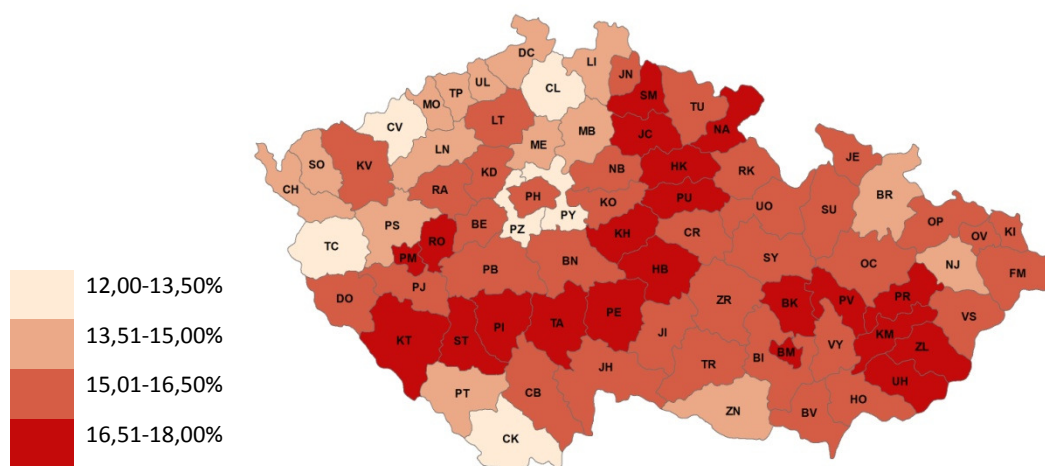 DC
LI
UL
JN
TP
CL
SM
MO
TU
CV
LT
MB
NA
JC
LN
ME
SO
KV
NB
HK
JE
CH
RA
KD
RK
BR
PH
KO
PU
PY
UO
SU
OP
PS
BE
PZ
TC
RO
KH
CR
OV
KI
PM
SY
OC
NJ
PB
BN
HB
FM
12,00-13,50%
DO
PJ
ZR
BK
PV
PR
VS
13,51-15,00%
KT
ST
PI
TA
PE
JI
KM
BM
VY
ZL
BI
JH
TR
15,01-16,50%
UH
PT
CB
HO
ZN
BV
16,51-18,00%
CK